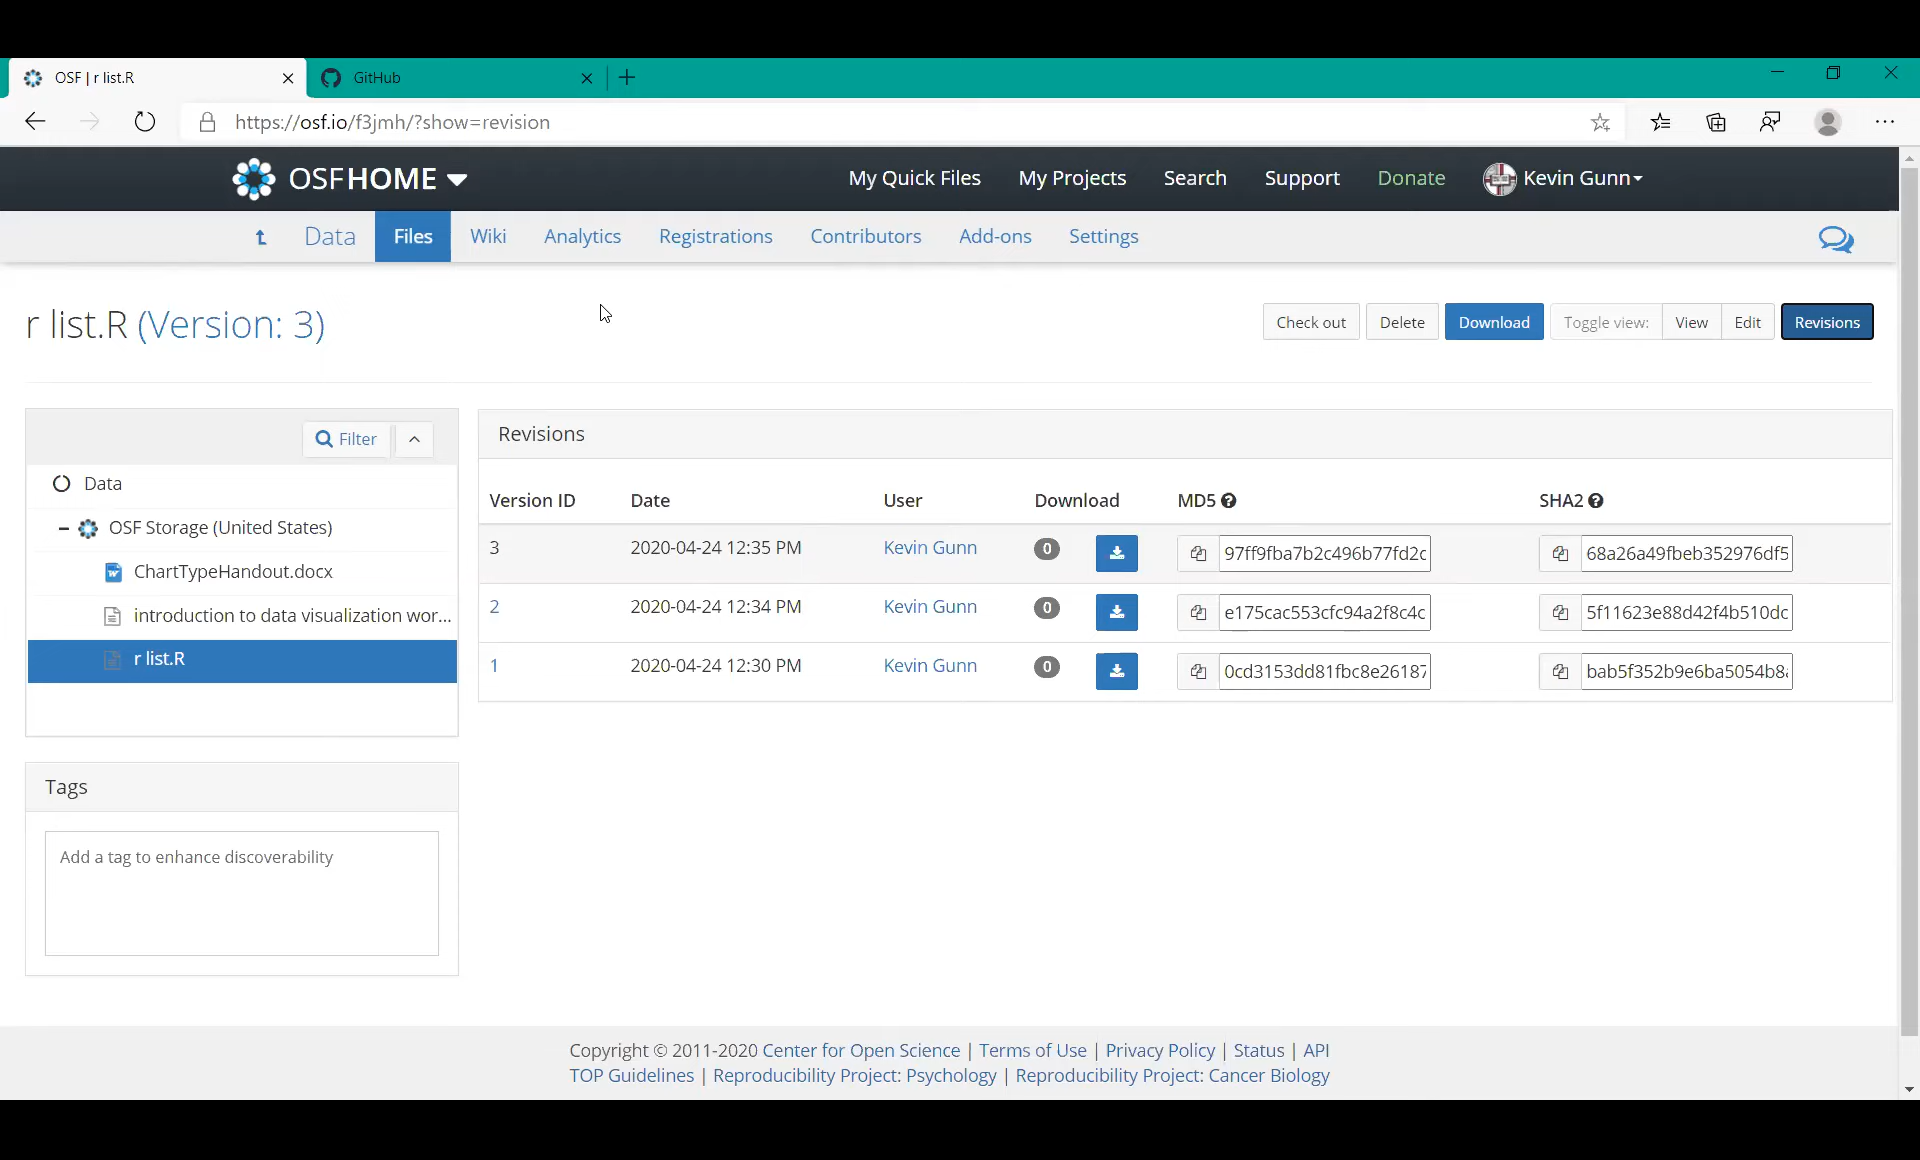 OSF | r list.R
GitHub
https://osf.io/f3jmh/?show=revision
OSFHOME My Quick Files My Projects Search Support Donate Kevin Gunn
Data Files Wiki Analytics Registrations Contributors Add-ons Settings
r list.R (Version: 3)
Check out Delete Download Toggle view: View Edit Revisions
Filter
Data
OSF Storage (United States)
ChartTypeHandout.docx
introduction to data visualization wor...
r list.R
Tags
Add a tag to enhance discoverability
Revisions
Version ID Date User Download MD5 SHA2
3 2020-04-24 12:35 PM Kevin Gunn 0 97ff9fba7b2c496b77fd2c 68a26a49fbeb352976df5
2 2020-04-24 12:34 PM Kevin Gunn 0 e175cac553cfc94a2f8c4c 5f11623e88d42f4b510dc
1 2020-04-24 12:30 PM Kevin Gunn 0 0cd3153dd81fbc8e26187 bab5f352b9e6ba5054b8
Copyright © 2011-2020 Center for Open Science | Terms of Use | Privacy Policy | Status | API
TOP Guidelines | Reproducibility Project: Psychology | Reproducibility Project: Cancer Biology